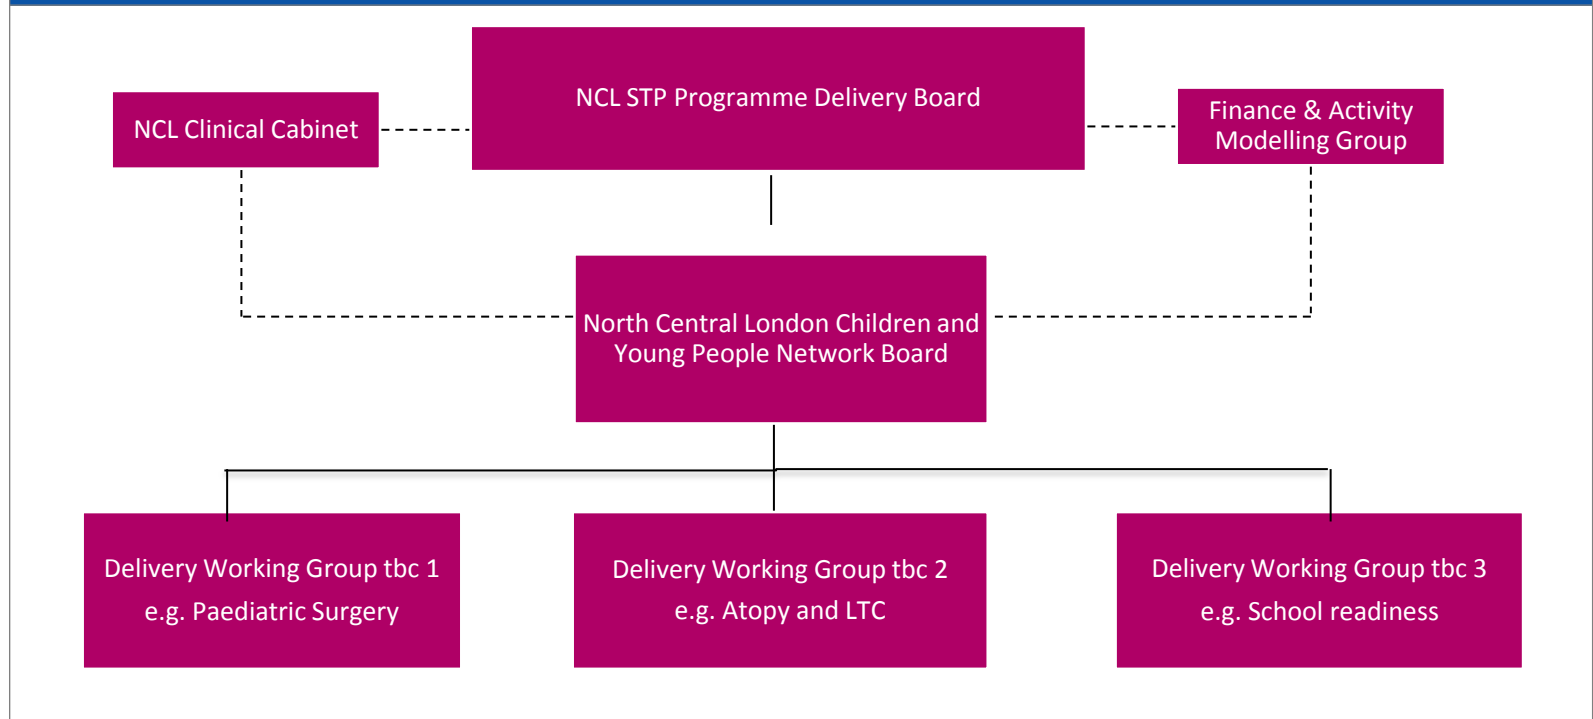 NCL STP Programme Delivery Board
NCL Clinical Cabinet
Finance & Activity
Modelling Group
North Central London Children and
Young People Network Board
Delivery Working Group tbc 1
e.g. Paediatric Surgery
Delivery Working Group tbc 2
e.g. Atopy and LTC
Delivery Working Group tbc 3
e.g. School readiness